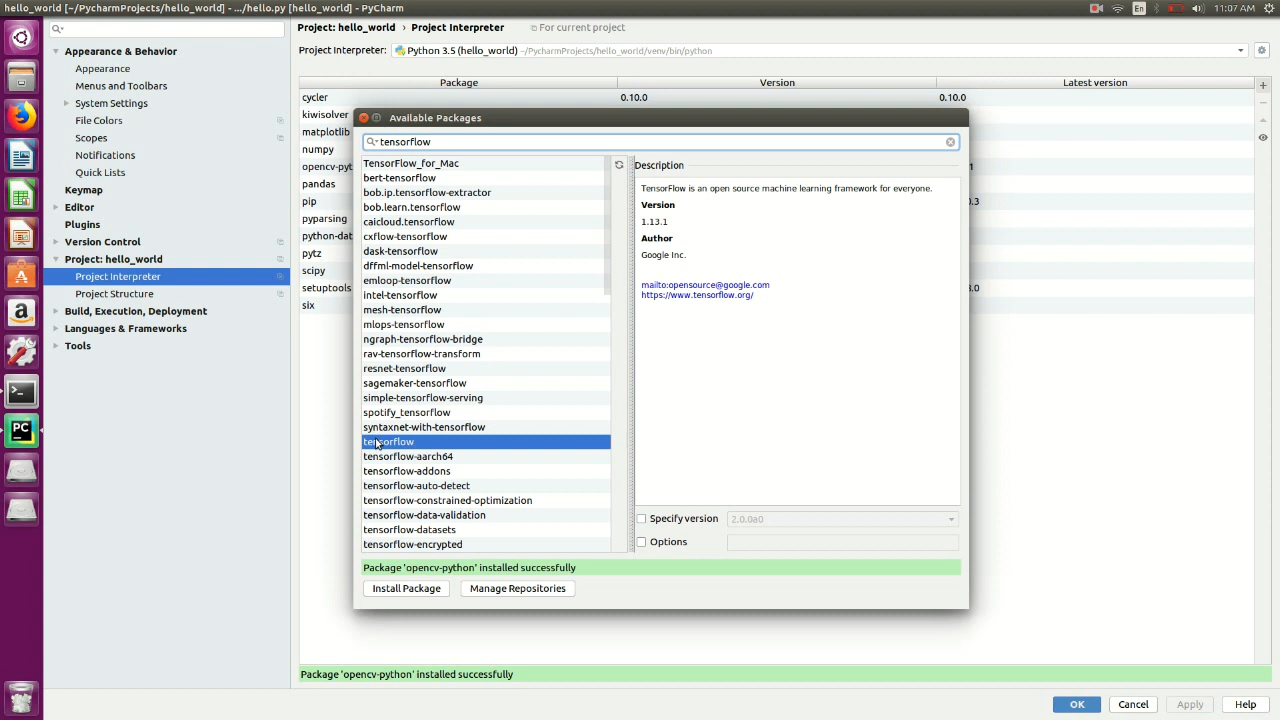 hello_world [~/PycharmProjects/hello_world] - .../hello.py [hello_world] - PyCharm
En
11:07 AM
Appearance & Behavior
Appearance
Menus and Toolbars
System Settings
File Colors
Scopes
Notifications
Quick Lists
Keymap
Editor
Plugins
Version Control
Project: hello_world
Project Interpreter
Project Structure
Build, Execution, Deployment
Languages & Frameworks
Tools
Project: hello_world › Project Interpreter
For current project
Project Interpreter:
Python 3.5 (hello_world) ~/PycharmProjects/hello_world/venv/bin/python
Package Version Latest version
cycler 0.10.0 0.10.0
kiwisolver
matplotlib
numpy
opencv-pyt
pandas
pip
pyparsing
python-dat
pytz
scipy
setuptools
six
Available Packages
tensorflow
TensorFlow_for_Mac
bert-tensorflow
bob.ip.tensorflow-extractor
bob.learn.tensorflow
caicloud.tensorflow
cxflow-tensorflow
dask-tensorflow
dffml-model-tensorflow
emloop-tensorflow
intel-tensorflow
mesh-tensorflow
mlops-tensorflow
ngraph-tensorflow-bridge
rav-tensorflow-transform
resnet-tensorflow
sagemaker-tensorflow
simple-tensorflow-serving
spotify_tensorflow
syntaxnet-with-tensorflow
tensorflow
tensorflow-aarch64
tensorflow-addons
tensorflow-auto-detect
tensorflow-constrained-optimization
tensorflow-data-validation
tensorflow-datasets
tensorflow-encrypted
Description
TensorFlow is an open source machine learning framework for everyone.
Version
1.13.1
Author
Google Inc.
mailto:opensource@google.com
https://www.tensorflow.org/
Specify version 2.0.0a0
Options
Package 'opencv-python' installed successfully
Install Package
Manage Repositories
Package 'opencv-python' installed successfully
OK
Cancel
Apply
Help
PC